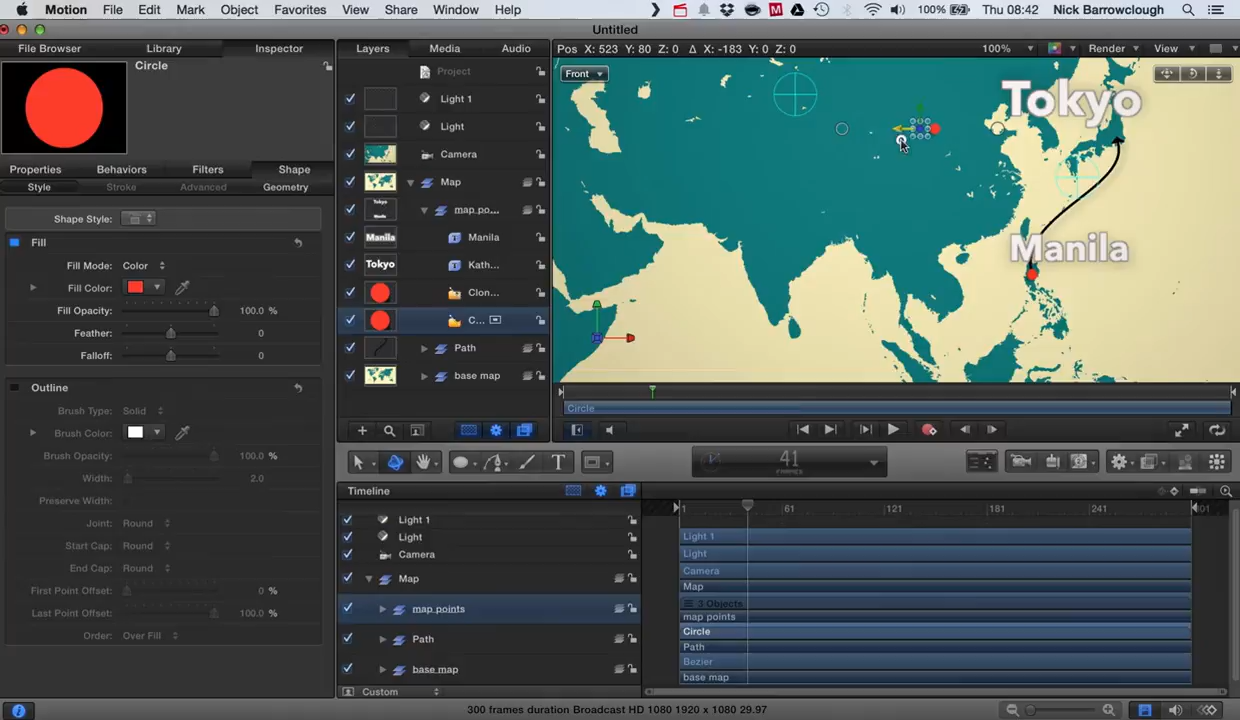 Motion File Edit Mark Object Favorites View Share Window Help 100% Thu 08:42 Nick Barrowclough
Untitled
File Browser Library Inspector
Layers Media Audio
Pos X: 523 Y: 80 Z: 0 Δ X: -183 Y: 0 Z: 0 100% Render View
Circle
Front
Project
Light 1
Light
Camera
Map
map po...
Manila Manila
Tokyo Kath...
Clon...
C...
Path
base map
Tokyo
Manila
Properties Behaviors Filters Shape
Style Stroke Advanced Geometry
Shape Style:
Fill
Fill Mode: Color
Fill Color:
Fill Opacity: 100.0 %
Feather: 0
Falloff: 0
Outline
Brush Type: Solid
Brush Color:
Brush Opacity: 100.0 %
Width: 2.0
Preserve Width:
Joint: Round
Start Cap: Round
End Cap: Round
First Point Offset: 0 %
Last Point Offset: 100.0 %
Order: Over Fill
Circle
T
41
FRAMES
Timeline
1 61 121 181 241 301
Light 1
Light
Camera
Map
map points
Path
base map
Light 1
Light
Camera
Map
3 Objects
map points
Circle
Path
Bezier
base map
Custom
300 frames duration Broadcast HD 1080 1920 x 1080 29.97